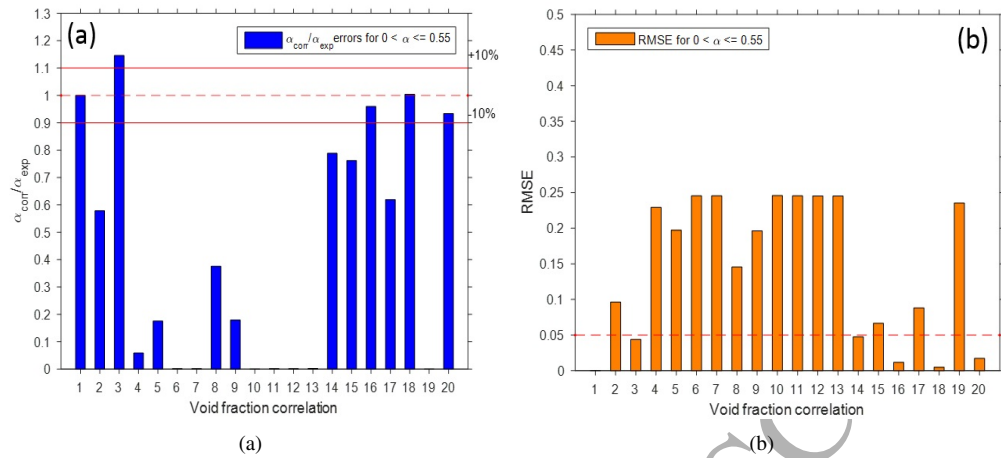 (a)
α_corr/α_exp errors for 0 < α <= 0.55
1.3
1.2
1.1
1
0.9
0.8
0.7
0.6
0.5
0.4
0.3
0.2
0.1
0
+10%
-10%
α_corr/α_exp
1 2 3 4 5 6 7 8 9 10 11 12 13 14 15 16 17 18 19 20
Void fraction correlation
(a)
(b)
RMSE for 0 < α <= 0.55
0.5
0.45
0.4
0.35
0.3
0.25
0.2
0.15
0.1
0.05
0
RMSE
1 2 3 4 5 6 7 8 9 10 11 12 13 14 15 16 17 18 19 20
Void fraction correlation
(b)